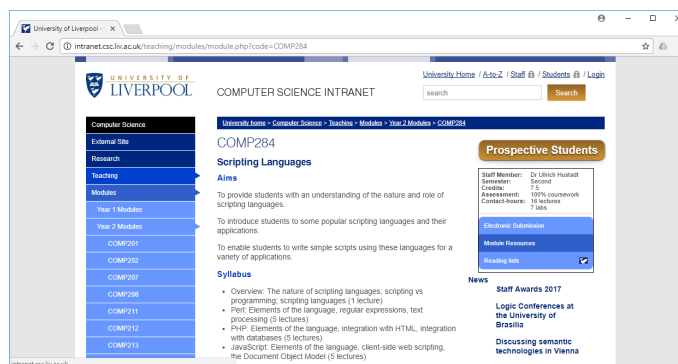 University of Liverpool -
intranet.csc.liv.ac.uk/teaching/modules/module.php?code=COMP284
University Home / A-to-Z / Staff / Students / Login
UNIVERSITY OF
LIVERPOOL
COMPUTER SCIENCE INTRANET
search
Search
Computer Science
External Site
Research
Teaching
Modules
Year 1 Modules
Year 2 Modules
COMP201
COMP202
COMP207
COMP208
COMP211
COMP212
COMP213
University home > Computer Science > Teaching > Modules > Year 2 Modules > COMP284
COMP284
Scripting Languages
Aims
To provide students with an understanding of the nature and role of
scripting languages.
To introduce students to some popular scripting languages and their
applications.
To enable students to write simple scripts using these languages for a
variety of applications.
Syllabus
• Overview: The nature of scripting languages; scripting vs
programming; scripting languages (1 lecture)
• Perl: Elements of the language, regular expressions, text
processing (5 lectures)
• PHP: Elements of the language, integration with HTML, integration
with databases (5 lectures)
• JavaScript: Elements of the language, client-side web scripting,
the Document Object Model (5 lectures)
Prospective Students
Staff Member: Dr Ullrich Hustadt
Semester: Second
Credits: 7.5
Assessment: 100% coursework
Contact-hours: 16 lectures
7 labs
Electronic Submission
Module Resources
Reading lists
News
Staff Awards 2017
Logic Conferences at
the University of
Brasilia
Discussing semantic
technologies in Vienna